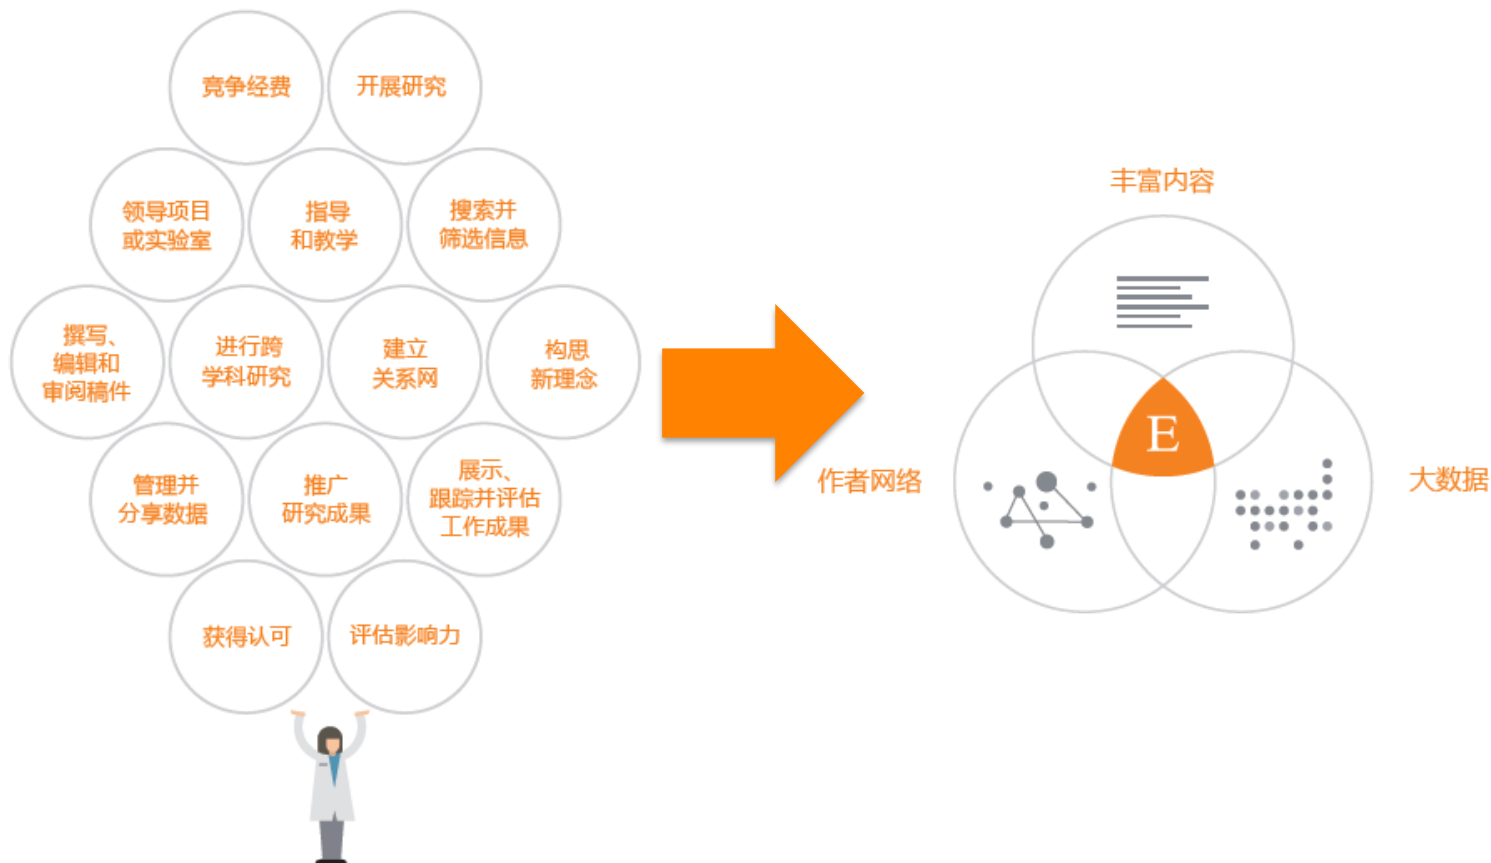 竞争经费
开展研究
领导项目
或实验室
指导
和教学
搜索并
筛选信息
撰写、
编辑和
审阅稿件
进行跨
学科研究
建立
关系网
构思
新理念
管理并
分享数据
推广
研究成果
展示、
跟踪并评估
工作成果
获得认可
评估影响力
丰富内容
E
作者网络
大数据